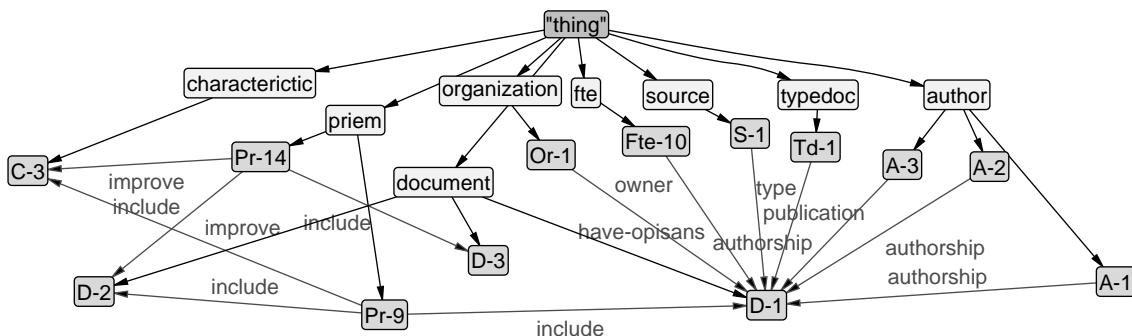 "thing"
characterictic
organization
fte
source
typedoc
author
priem
Pr-14
Or-1
Fte-10
S-1
Td-1
A-3
A-2
C-3
document
improve
include
owner
type
publication
improve
include
have-opisans
authorship
authorship
D-3
authorship
D-2
include
Pr-9
include
D-1
A-1